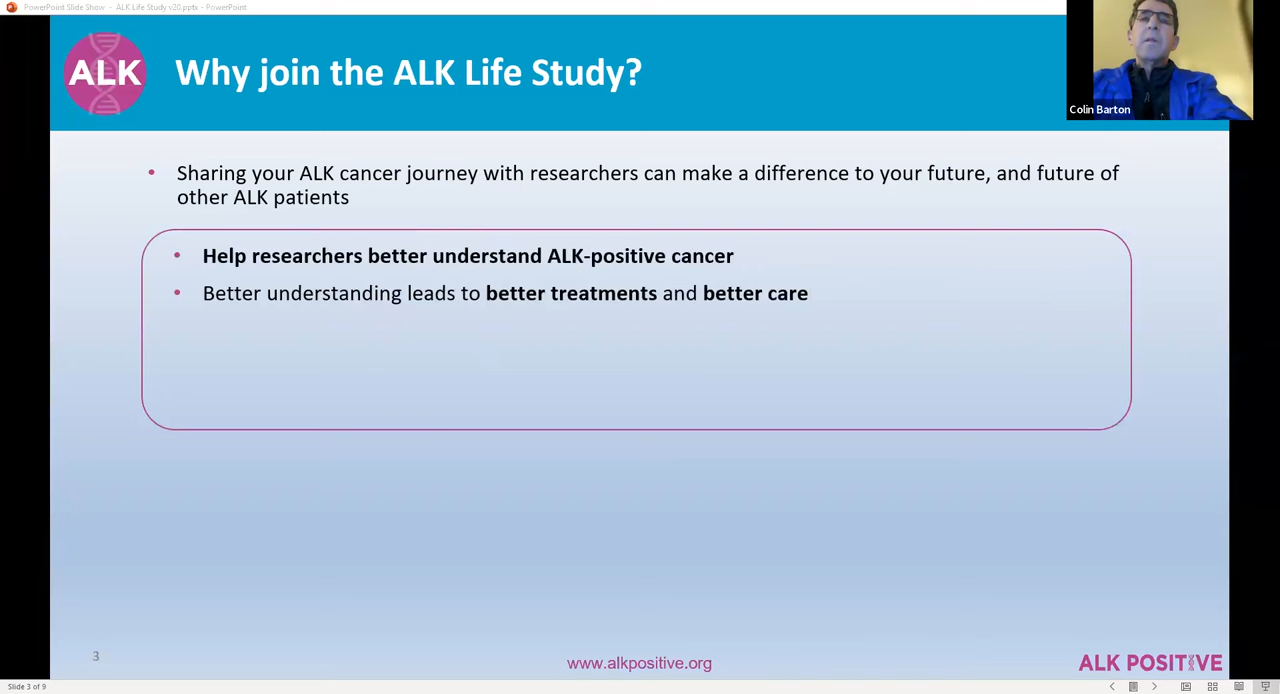 PowerPoint Slide Show - ALK Life Study v20.pptx - PowerPoint
ALK
Why join the ALK Life Study?
Colin Barton
• Sharing your ALK cancer journey with researchers can make a difference to your future, and future of
other ALK patients
• Help researchers better understand ALK-positive cancer
• Better understanding leads to better treatments and better care
3
www.alkpositive.org
ALK POSITIVE
Slide 3 of 9